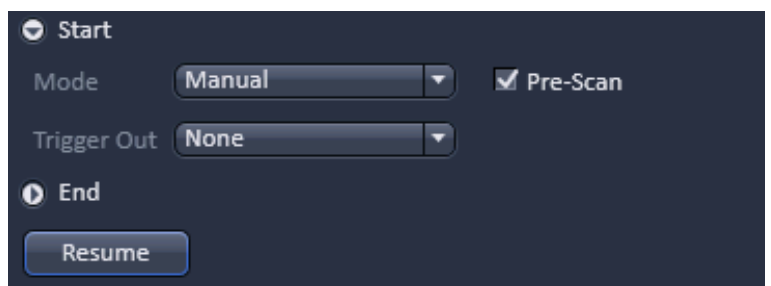 Start
Mode Manual Pre-Scan
Trigger Out None
End
Resume